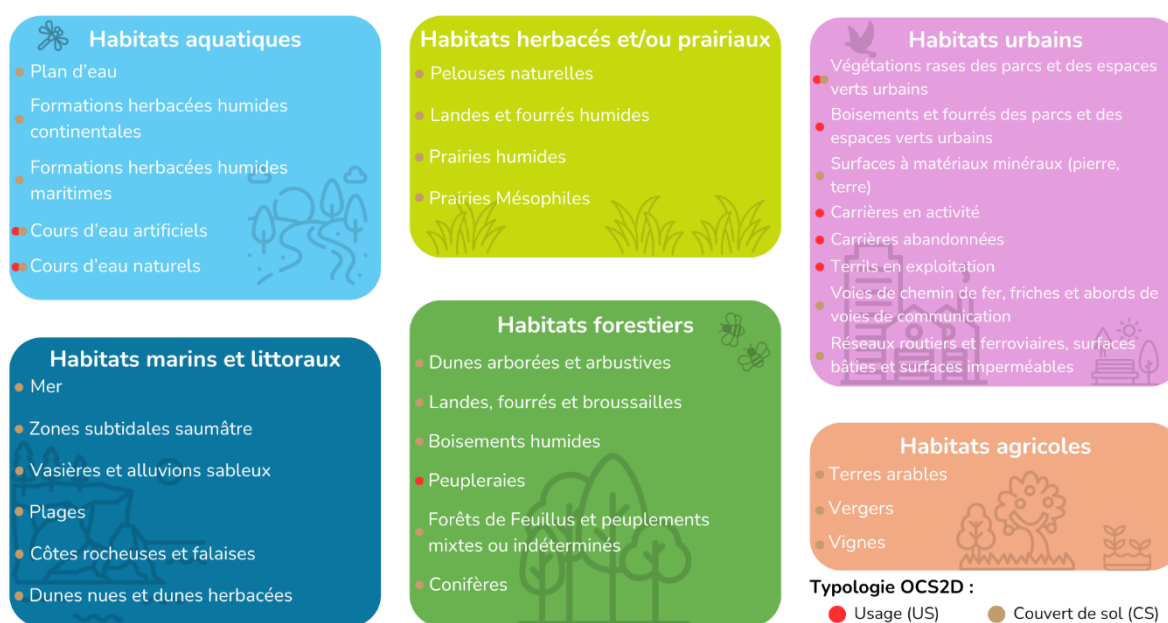 Habitats aquatiques
Plan d'eau
Formations herbacées humides
continentales
Formations herbacées humides
maritimes
Cours d'eau artificiels
Cours d'eau naturels
Habitats marins et littoraux
Mer
Zones subtidales saumâtre
Vasières et alluvions sableux
Plages
Côtes rocheuses et falaises
Dunes nues et dunes herbacées
Habitats herbacés et/ou prairiaux
Pelouses naturelles
Landes et fourrés humides
Prairies humides
Prairies Mésophiles
Habitats forestiers
Dunes arborées et arbustives
Landes, fourrés et broussailles
Boisements humides
Peupleraies
Forêts de Feuillus et peuplements
mixtes ou indéterminés
Conifères
Habitats urbains
Végétations rases des parcs et des espaces
verts urbains
Boisements et fourrés des parcs et des
espaces verts urbains
Surfaces à matériaux minéraux (pierre,
terre)
Carrières en activité
Carrières abandonnées
Terrils en exploitation
Voies de chemin de fer, friches et abords de
voies de communication
Réseaux routiers et ferroviaires, surfaces
bâties et surfaces imperméables
Habitats agricoles
Terres arables
Vergers
Vignes
Typologie OCS2D :
Usage (US)
Couvert de sol (CS)